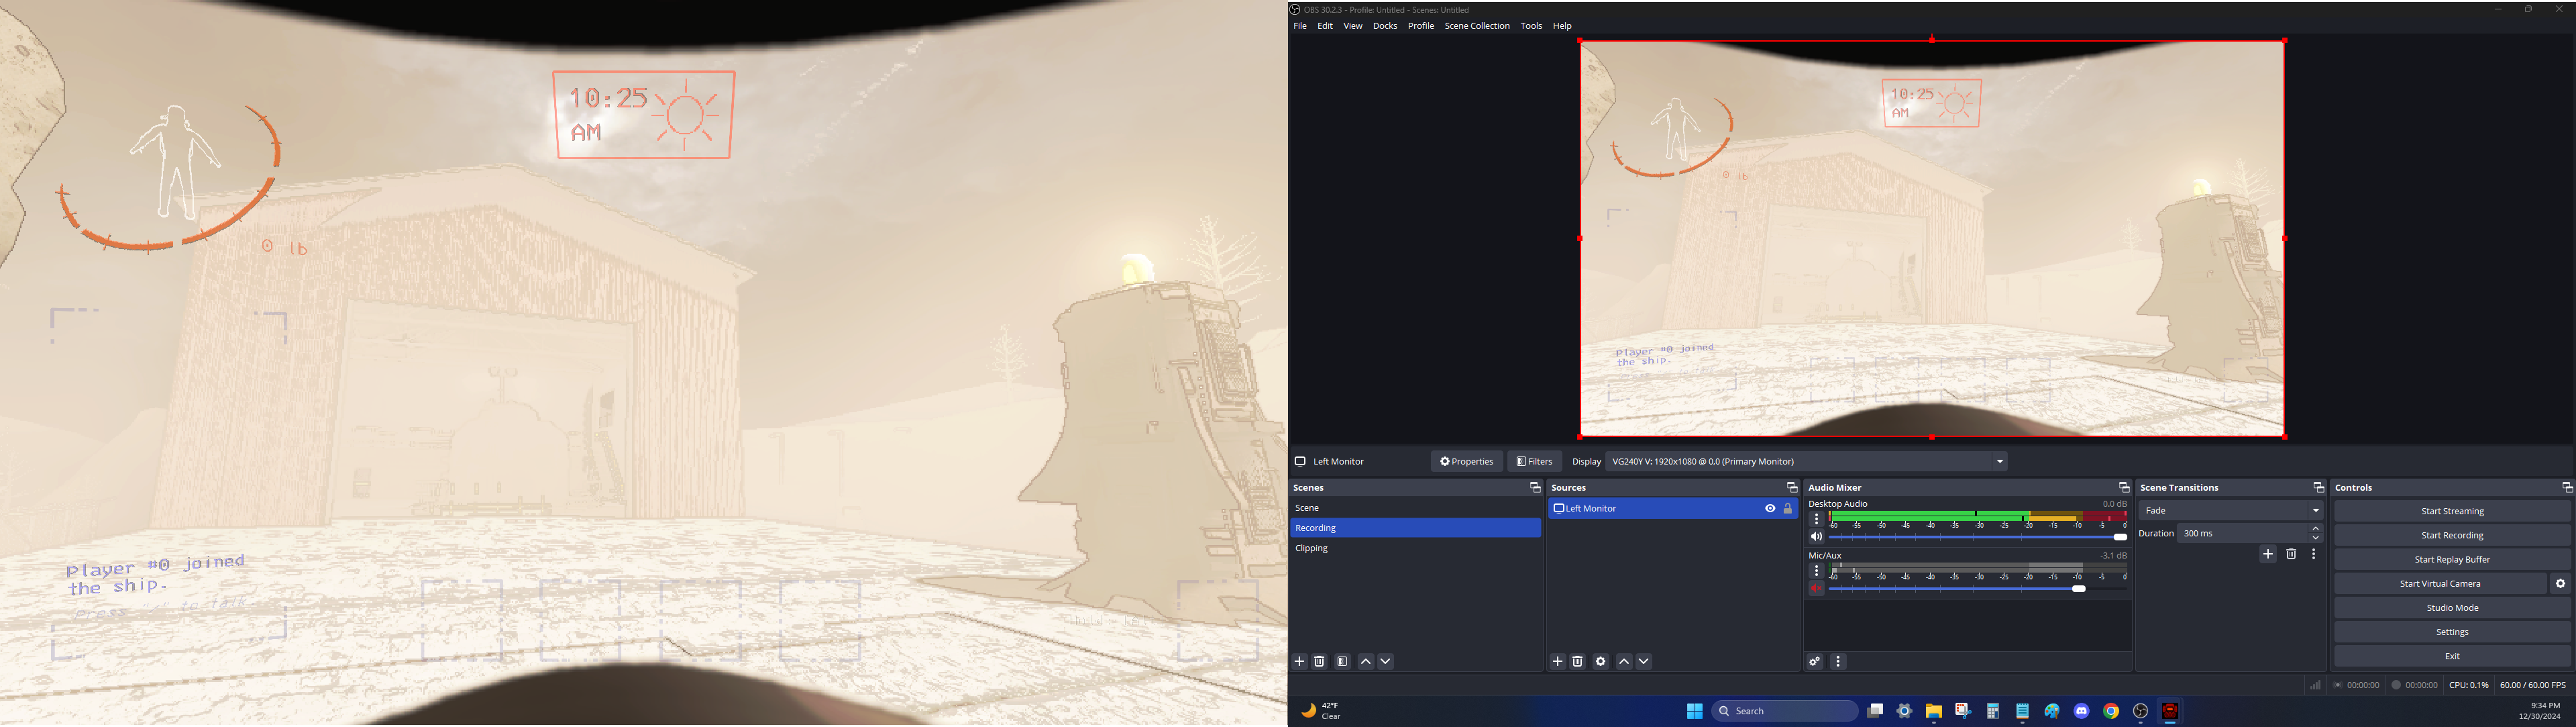 10:25
AM
0 lb
Player #0 joined
the ship.
OBS 30.2.3 - Profile: Untitled - Scenes: Untitled
File Edit View Docks Profile Scene Collection Tools Help
10:25
AM
0 lb
Player #0 joined
the ship.
Left Monitor Properties Filters Display VG240Y V: 1920x1080 @ 0,0 (Primary Monitor)
Scenes
Scene
Recording
Clipping
Sources
Left Monitor
Audio Mixer
Desktop Audio 0.0 dB
-60 -55 -50 -45 -40 -35 -30 -25 -20 -15 -10 -5 0
Mic/Aux -3.1 dB
-60 -55 -50 -45 -40 -35 -30 -25 -20 -15 -10 -5 0
Scene Transitions
Fade
Duration 300 ms
Controls
Start Streaming
Start Recording
Start Replay Buffer
Start Virtual Camera
Studio Mode
Settings
Exit
00:00:00 00:00:00 CPU: 0.1% 60.00 / 60.00 FPS
42°F
Clear
Search
9:34 PM
12/30/2024